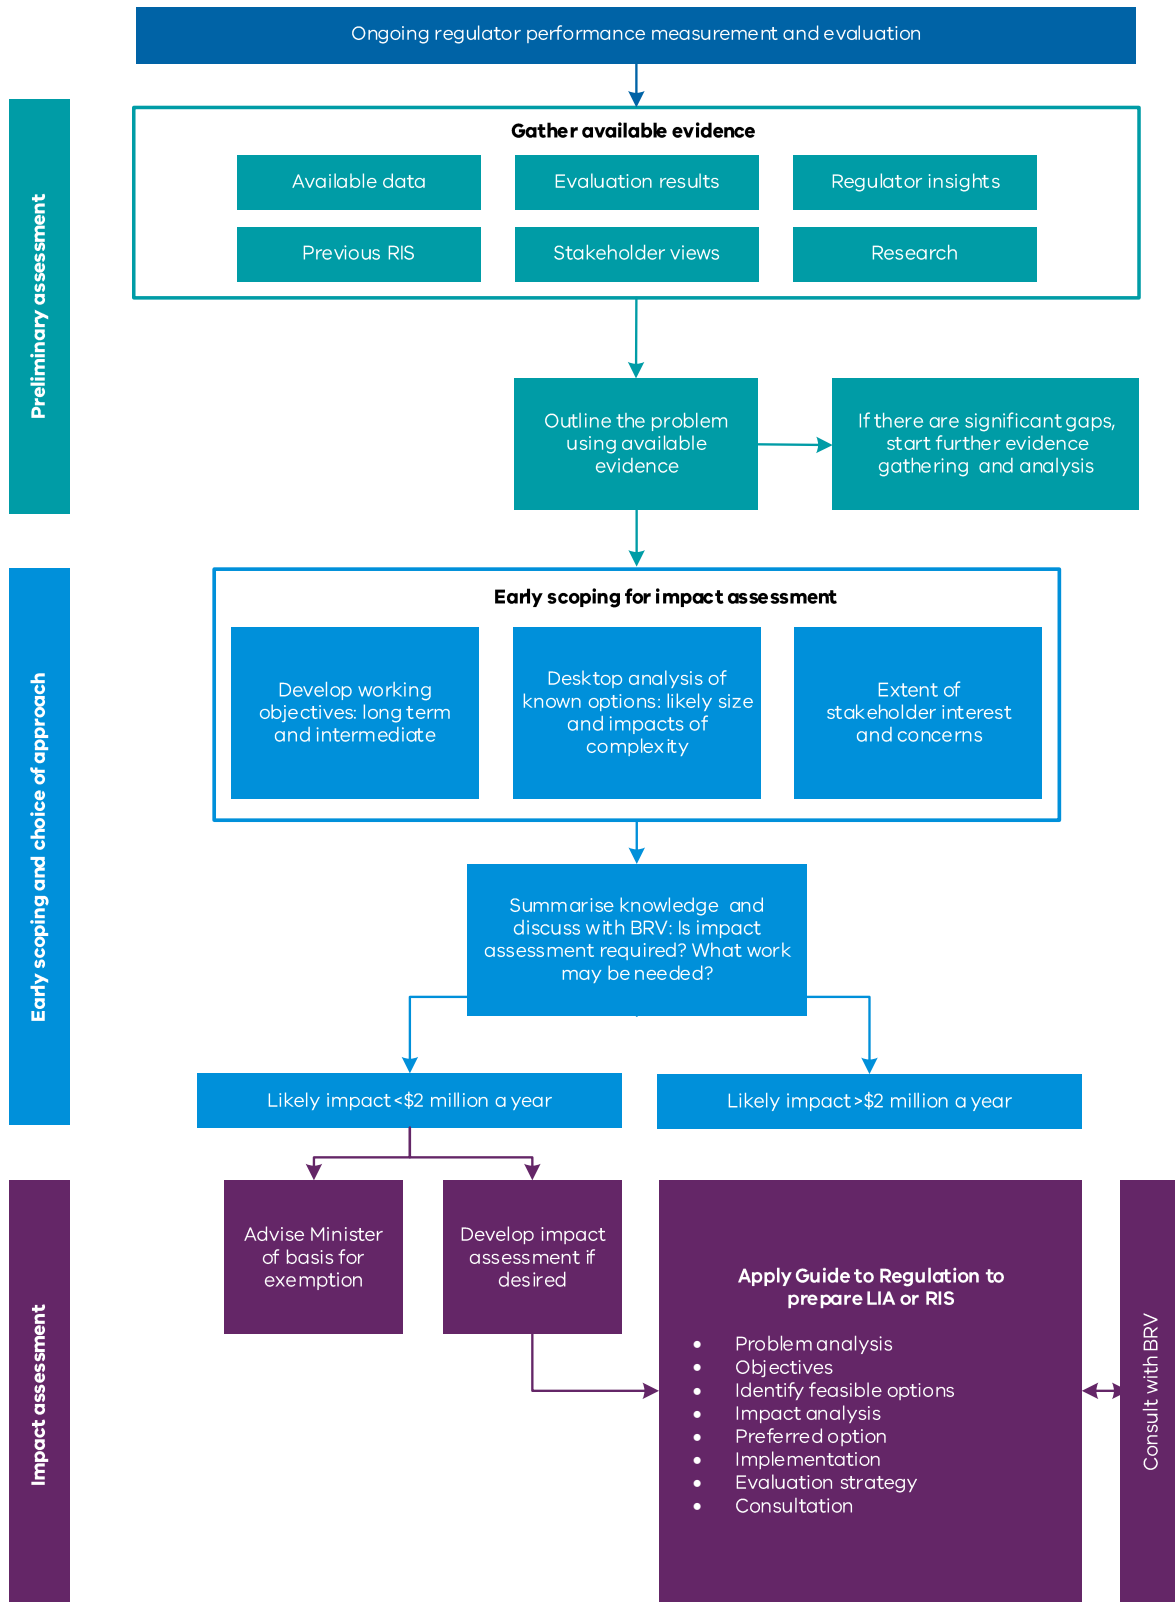 Ongoing regulator performance measurement and evaluation
Preliminary assessment
Gather available evidence
Available data
Evaluation results
Regulator insights
Previous RIS
Stakeholder views
Research
Outline the problem
using available
evidence
If there are significant gaps,
start further evidence
gathering and analysis
Early scoping and choice of approach
Early scoping for impact assessment
Develop working
objectives: long term
and intermediate
Desktop analysis of
known options: likely size
and impacts of
complexity
Extent of
stakeholder interest
and concerns
Summarise knowledge and
discuss with BRV: Is impact
assessment required? What work
may be needed?
Likely impact <$2 million a year
Likely impact >$2 million a year
Impact assessment
Advise Minister
of basis for
exemption
Develop impact
assessment if
desired
Apply Guide to Regulation to
prepare LIA or RIS
• Problem analysis
• Objectives
• Identify feasible options
• Impact analysis
• Preferred option
• Implementation
• Evaluation strategy
• Consultation
Consult with BRV